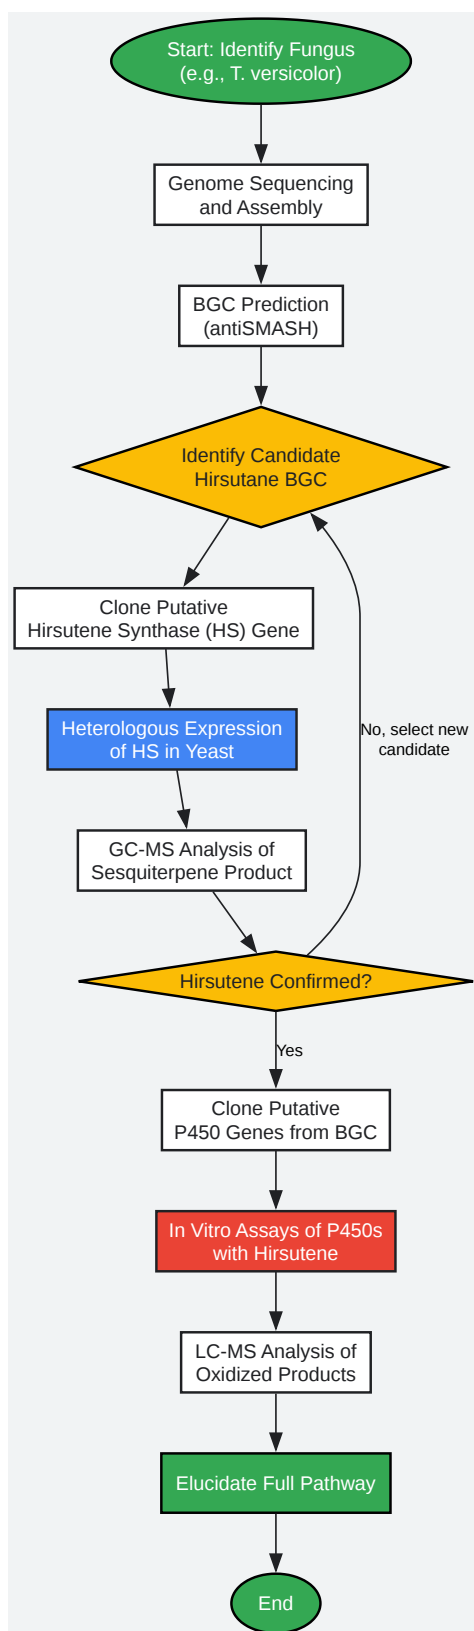 Start: Identify Fungus
(e.g., T. versicolor)
Genome Sequencing
and Assembly
BGC Prediction
(antiSMASH)
Identify Candidate
Hirsutane BGC
Clone Putative
Hirsutene Synthase (HS) Gene
Heterologous Expression
of HS in Yeast
No, select new
candidate
GC-MS Analysis of
Sesquiterpene Product
Hirsutene Confirmed?
Yes
Clone Putative
P450 Genes from BGC
In Vitro Assays of P450s
with Hirsutene
LC-MS Analysis of
Oxidized Products
Elucidate Full Pathway
End